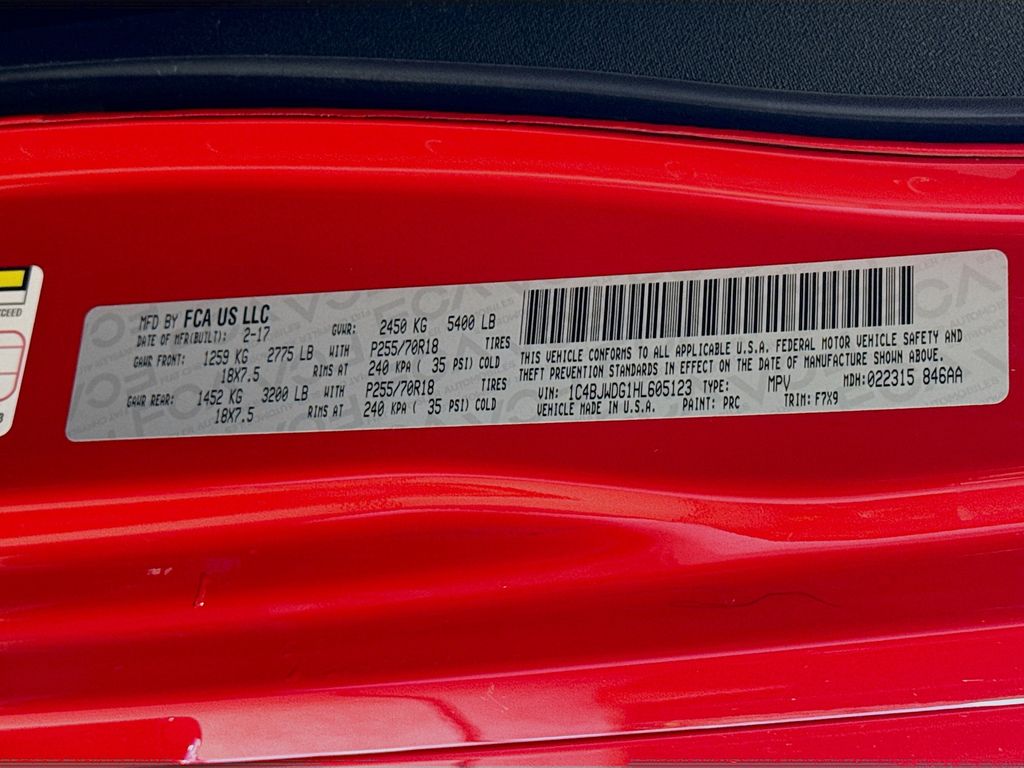 MFD BY FCA US LLC
DATE OF MFR(BUILT): 2-17 GVWR: 2450 KG 5400 LB
GAWR FRONT: 1259 KG 2775 LB WITH P255/70R18 TIRES
18X7.5 RIMS AT 240 KPA ( 35 PSI) COLD
GAWR REAR: 1452 KG 3200 LB WITH P255/70R18 TIRES
18X7.5 RIMS AT 240 KPA ( 35 PSI) COLD
THIS VEHICLE CONFORMS TO ALL APPLICABLE U.S.A. FEDERAL MOTOR VEHICLE SAFETY AND
THEFT PREVENTION STANDARDS IN EFFECT ON THE DATE OF MANUFACTURE SHOWN ABOVE.
VIN: 1C4BJWDG1HL605123 TYPE: MPV MDH:022315 846AA
VEHICLE MADE IN U.S.A. PAINT: PRC TRIM: F7X9